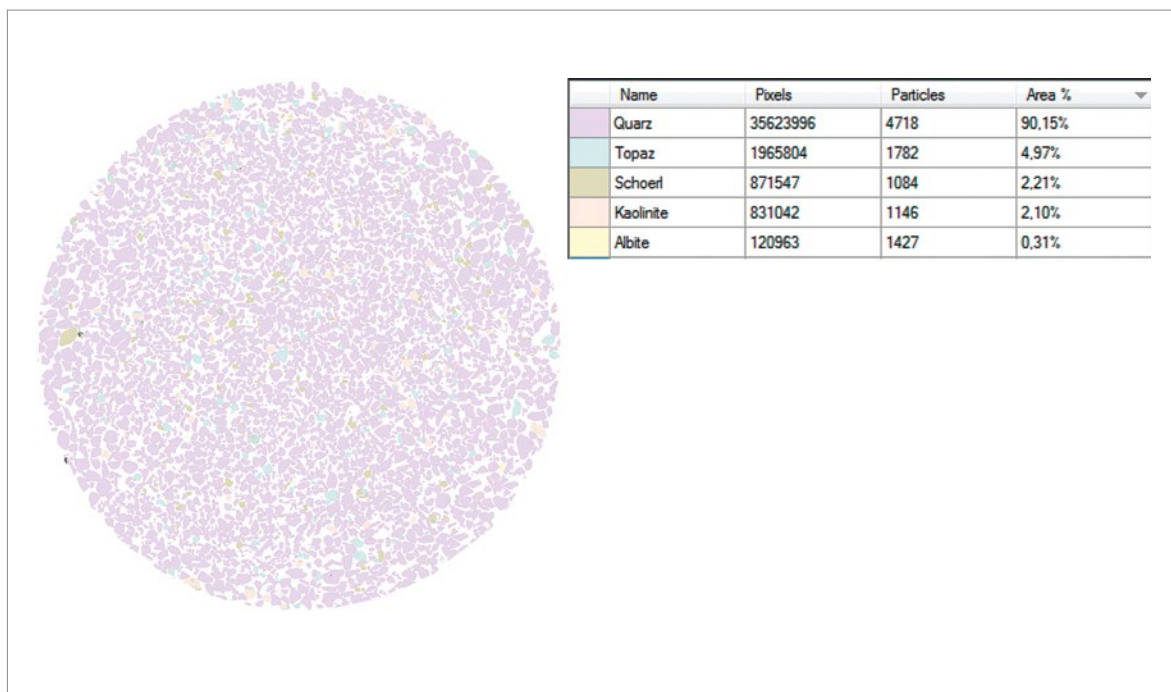 Name Pixels Particles Area %
Quarz 35623996 4718 90,15%
Topaz 1965804 1782 4,97%
Schoerl 871547 1084 2,21%
Kaolinite 831042 1146 2,10%
Albite 120963 1427 0,31%